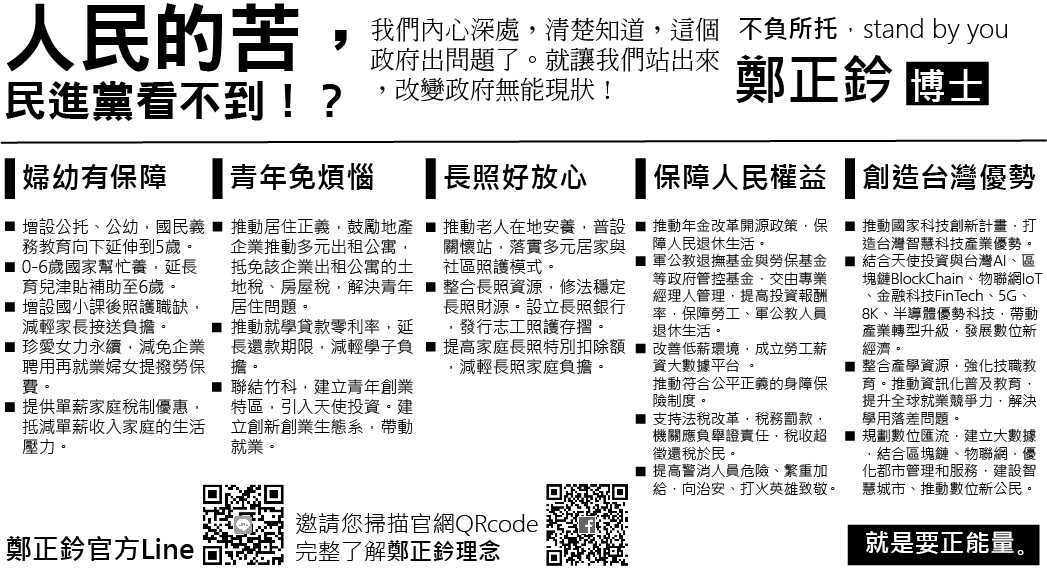 人民的苦，
民進黨看不到！？
我們內心深處，清楚知道，這個
政府出問題了。就讓我們站出來
，改變政府無能現狀！
不負所托，stand by you
鄭正鈐 博士
婦幼有保障
■ 增設公托、公幼，國民義
務教育向下延伸到5歲。
■ 0-6歲國家幫忙養，延長
育兒津貼補助至6歲。
■ 增設國小課後照護職缺，
減輕家長接送負擔。
■ 珍愛女力永續，減免企業
聘用再就業婦女提撥勞保
費。
■ 提供單薪家庭稅制優惠，
抵減單薪收入家庭的生活
壓力。
青年免煩惱
■ 推動居住正義，鼓勵地產
企業推動多元出租公寓，
抵免該企業出租公寓的土
地稅、房屋稅，解決青年
居住問題。
■ 推動就學貸款零利率，延
長還款期限，減輕學子負
擔。
■ 聯結竹科，建立青年創業
特區，引入天使投資。建
立創新創業生態系，帶動
就業。
長照好放心
■ 推動老人在地安養，普設
關懷站，落實多元居家與
社區照護模式。
■ 整合長照資源，修法穩定
長照財源。設立長照銀行
，發行志工照護存摺。
■ 提高家庭長照特別扣除額
，減輕長照家庭負擔。
保障人民權益
■ 推動年金改革開源政策，保
障人民退休生活。
■ 軍公教退撫基金與勞保基金
等政府管控基金，交由專業
經理人管理，提高投資報酬
率，保障勞工、軍公教人員
退休生活。
■ 改善低薪環境，成立勞工薪
資大數據平台 。
推動符合公平正義的身障保
險制度。
■ 支持法稅改革，稅務罰款，
機關應負舉證責任，稅收超
徵還稅於民。
■ 提高警消人員危險、繁重加
給，向治安、打火英雄致敬。
創造台灣優勢
■ 推動國家科技創新計畫，打
造台灣智慧科技產業優勢。
■ 結合天使投資與台灣AI、區
塊鏈BlockChain、物聯網IoT
、金融科技FinTech、5G、
8K、半導體優勢科技，帶動
產業轉型升級，發展數位新
經濟。
■ 整合產學資源，強化技職教
育。推動資訊化普及教育，
提升全球就業競爭力，解決
學用落差問題。
■ 規劃數位匯流，建立大數據
，結合區塊鏈、物聯網，優
化都市管理和服務，建設智
慧城市、推動數位新公民。
鄭正鈐官方Line
邀請您掃描官網QRcode
完整了解鄭正鈐理念
就是要正能量。